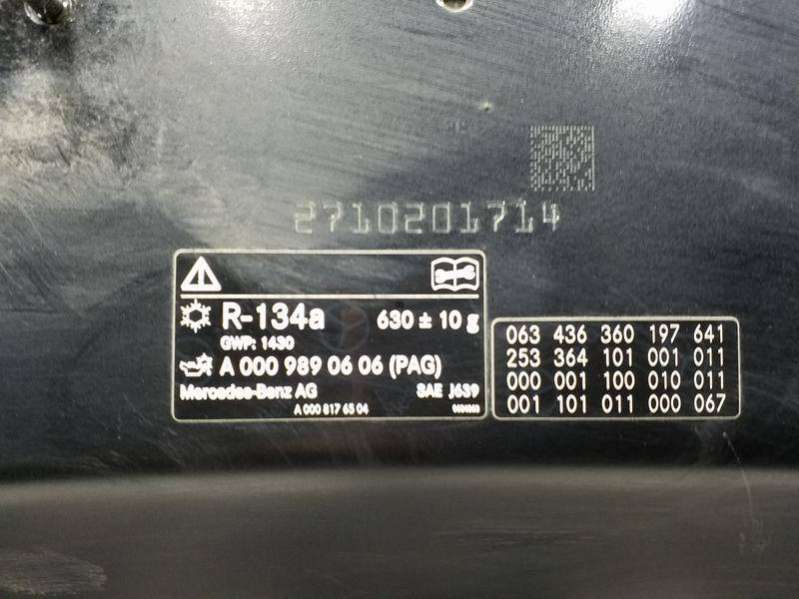 2710201714
R-134a 630 ± 10 g
GWP: 1430
A 000 989 06 06 (PAG)
Mercedes-Benz AG SAE J639
A 000 817 65 04
063 436 360 197 641
253 364 101 001 011
000 001 100 010 011
001 101 011 000 067